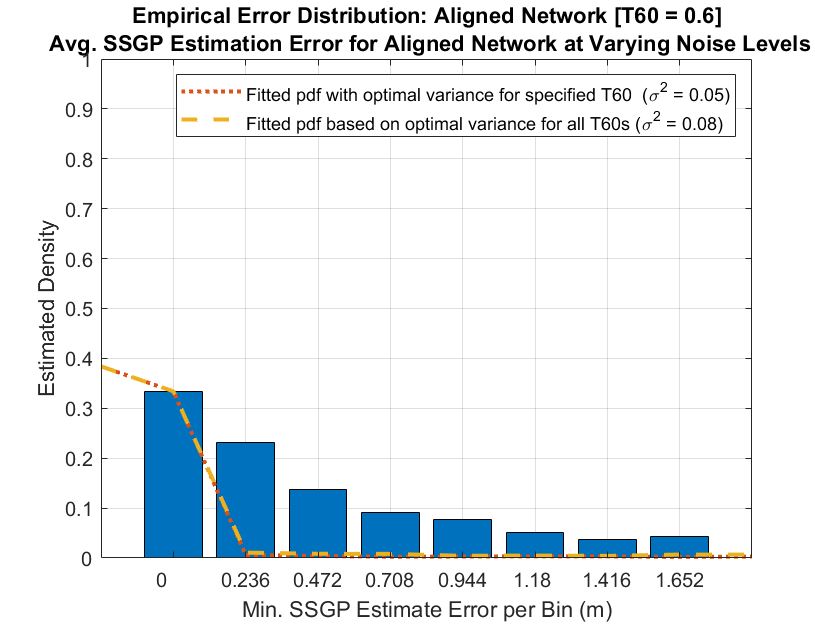 Empirical Error Distribution: Aligned Network [T60 = 0.6]
Avg. SSGP Estimation Error for Aligned Network at Varying Noise Levels
Fitted pdf with optimal variance for specified T60 (σ² = 0.05)
Fitted pdf based on optimal variance for all T60s (σ² = 0.08)
Estimated Density
1
0.9
0.8
0.7
0.6
0.5
0.4
0.3
0.2
0.1
0
0 0.236 0.472 0.708 0.944 1.18 1.416 1.652
Min. SSGP Estimate Error per Bin (m)